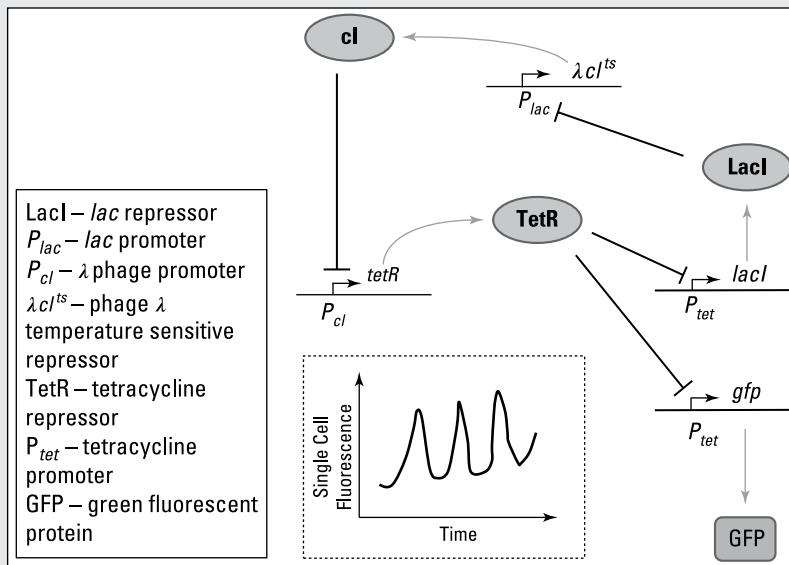 cI
λcI^ts
P_lac
LacI
TetR
LacI – lac repressor
P_lac – lac promoter
P_cI – λ phage promoter
λcI^ts – phage λ
temperature sensitive
repressor
TetR – tetracycline
repressor
P_tet – tetracycline
promoter
GFP – green fluorescent
protein
tetR
P_cI
lacI
P_tet
gfp
P_tet
Single Cell
Fluorescence
Time
GFP